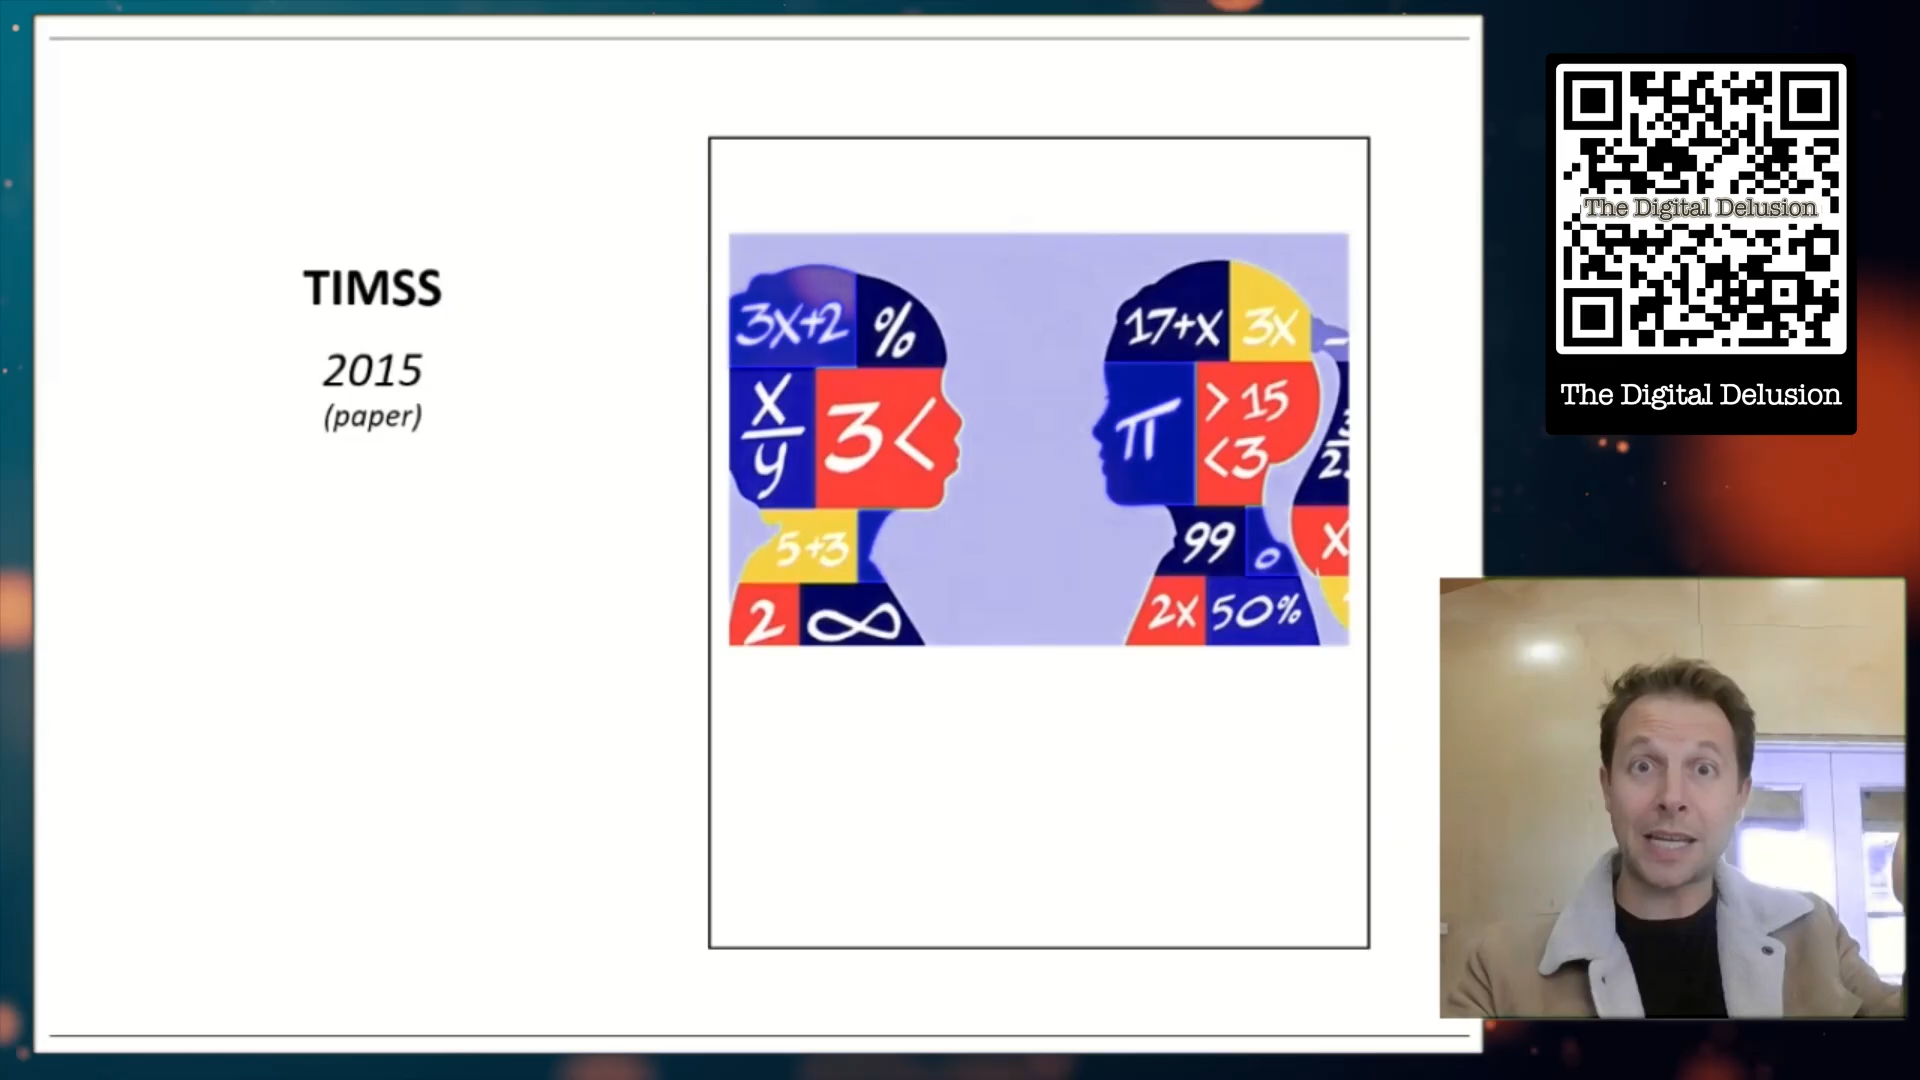 TIMSS
2015
(paper)
3x+2 %
x
y
3<
5+3
2 ∞
17+x 3x
π
>15
<3
99
2x 50%
x
The Digital Delusion
The Digital Delusion